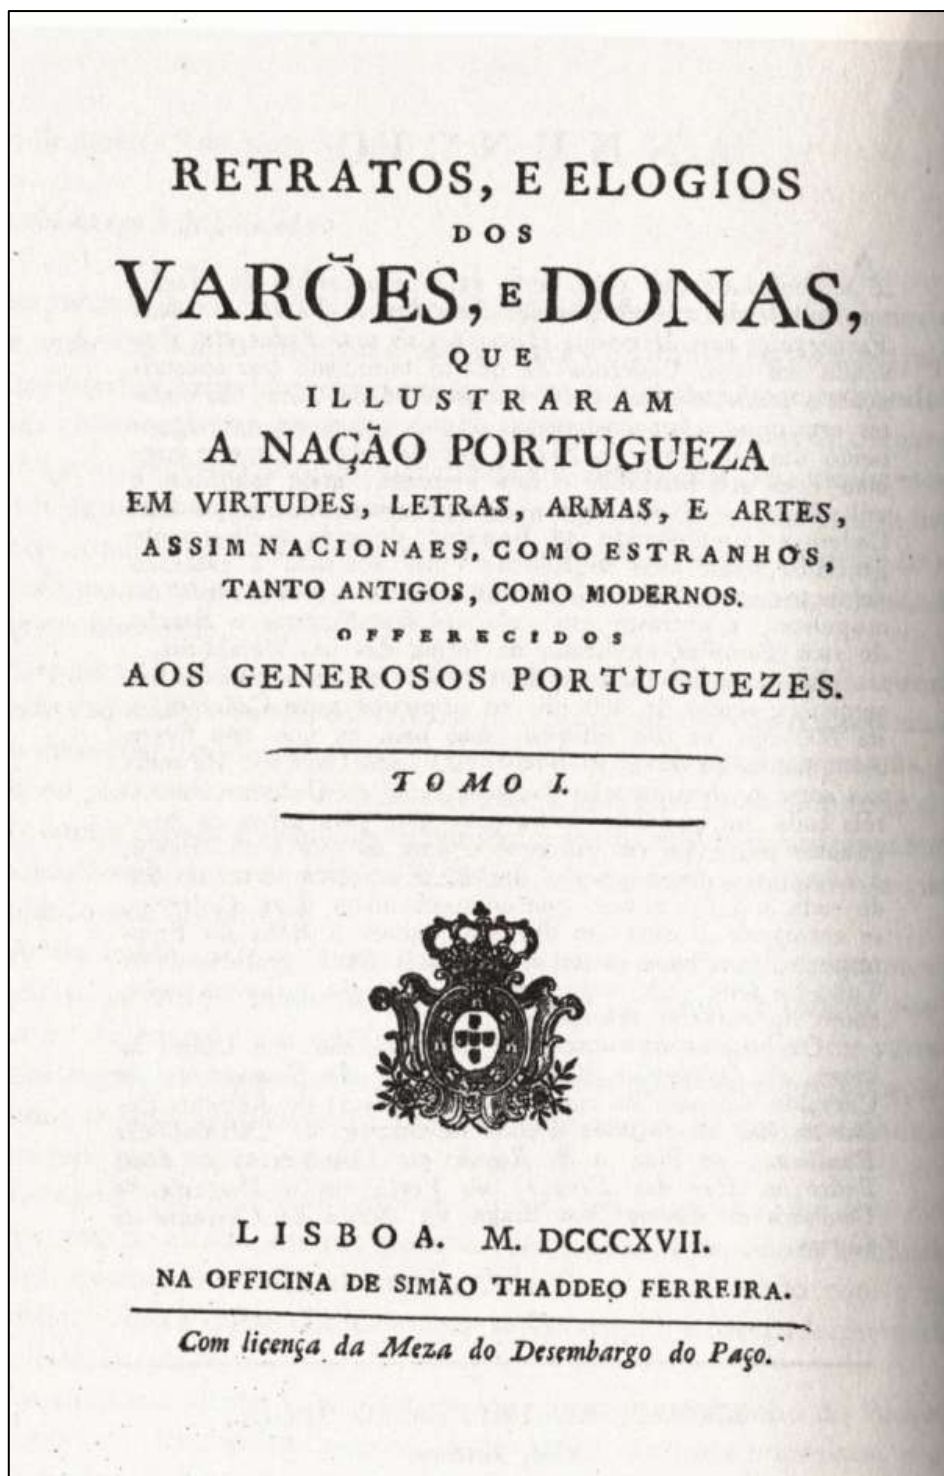 RETRATOS, E ELOGIOS
DOS
VARÕES, E DONAS,
QUE
ILLUSTRARAM
A NAÇÃO PORTUGUEZA
EM VIRTUDES, LETRAS, ARMAS, E ARTES,
ASSIM NACIONAES, COMO ESTRANHOS,
TANTO ANTIGOS, COMO MODERNOS.
OFFERECIDOS
AOS GENEROSOS PORTUGUEZES.
TOMO I.
LISBOA. M. DCCCXVII.
NA OFFICINA DE SIMÃO THADDEO FERREIRA.
Com licença da Meza do Desembargo do Paço.